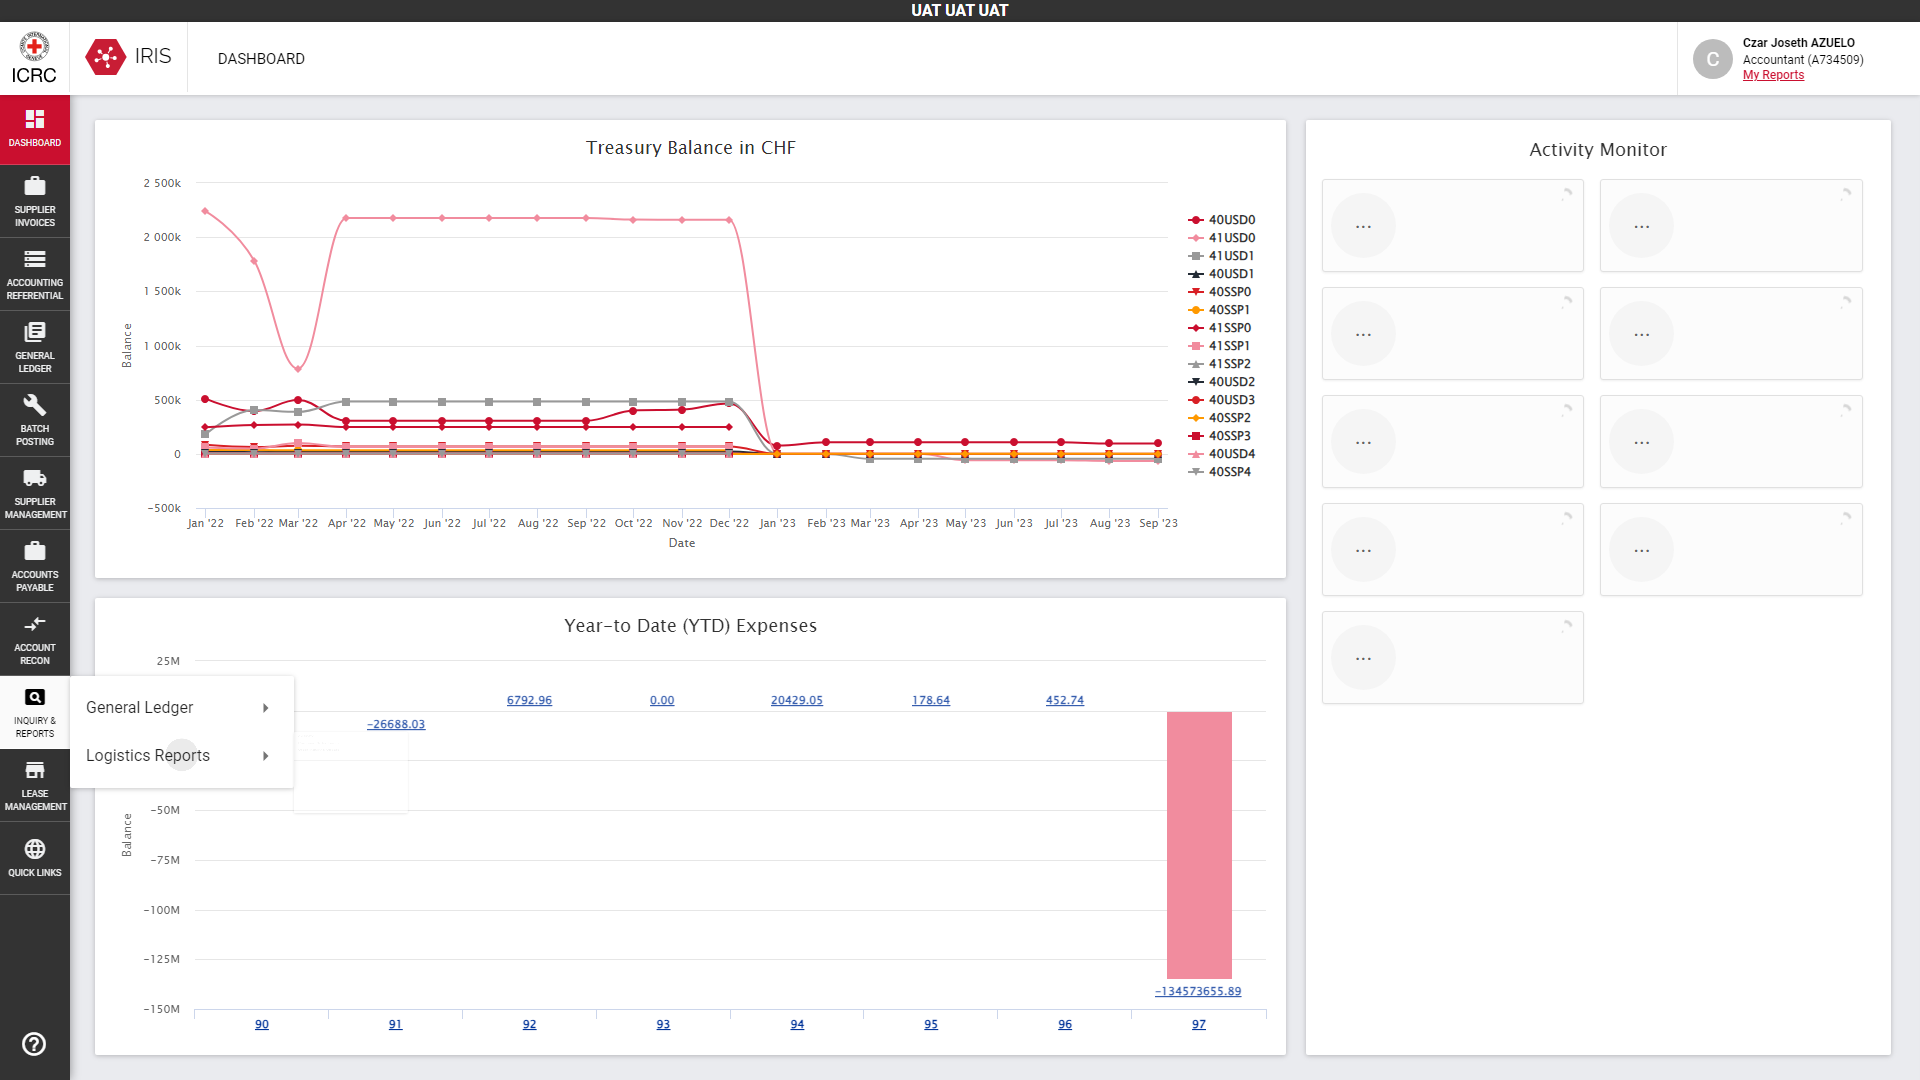 UAT UAT UAT
ICRC
IRIS
DASHBOARD
C
Czar Joseth AZUELO
Accountant (A734509)
My Reports
DASHBOARD
SUPPLIER
INVOICES
ACCOUNTING
REFERENTIAL
GENERAL
LEDGER
BATCH
POSTING
SUPPLIER
MANAGEMENT
ACCOUNTS
PAYABLE
ACCOUNT
RECON
INQUIRY &
REPORTS
LEASE
MANAGEMENT
QUICK LINKS
General Ledger
Logistics Reports
Treasury Balance in CHF
2 500k
2 000k
1 500k
1 000k
500k
0
-500k
Balance
Jan '22 Feb '22 Mar '22 Apr '22 May '22 Jun '22 Jul '22 Aug '22 Sep '22 Oct '22 Nov '22 Dec '22 Jan '23 Feb '23 Mar '23 Apr '23 May '23 Jun '23 Jul '23 Aug '23 Sep '23
Date
40USD0
41USD0
41USD1
40USD1
40SSP0
40SSP1
41SSP0
41SSP1
41SSP2
40USD2
40USD3
40SSP2
40SSP3
40USD4
40SSP4
Year-to Date (YTD) Expenses
25M
-50M
-75M
-100M
-125M
-150M
Balance
-26688.03
6792.96
0.00
20429.05
178.64
452.74
-134573655.89
90 91 92 93 94 95 96 97
Activity Monitor
... ...
... ...
... ...
... ...
...